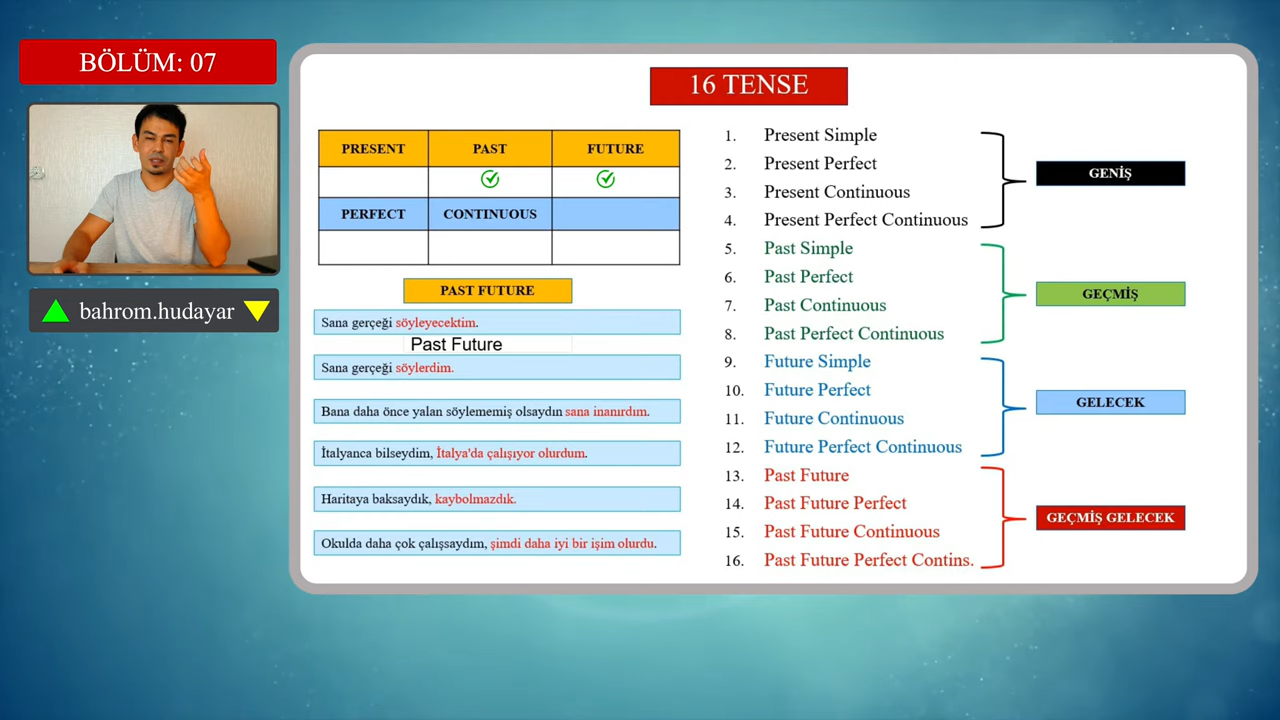 BÖLÜM: 07
bahrom.hudayar
16 TENSE
PRESENT PAST FUTURE
PERFECT CONTINUOUS
PAST FUTURE
Sana gerçeği söyleyecektim.
Past Future
Sana gerçeği söylerdim.
Bana daha önce yalan söylememiş olsaydın sana inanırdım.
İtalyanca bilseydim, İtalya'da çalışıyor olurdum.
Haritaya baksaydık, kaybolmazdık.
Okulda daha çok çalışsaydım, şimdi daha iyi bir işim olurdu.
1. Present Simple
2. Present Perfect
3. Present Continuous
4. Present Perfect Continuous
5. Past Simple
6. Past Perfect
7. Past Continuous
8. Past Perfect Continuous
9. Future Simple
10. Future Perfect
11. Future Continuous
12. Future Perfect Continuous
13. Past Future
14. Past Future Perfect
15. Past Future Continuous
16. Past Future Perfect Contins.
GENİŞ
GEÇMİŞ
GELECEK
GEÇMİŞ GELECEK